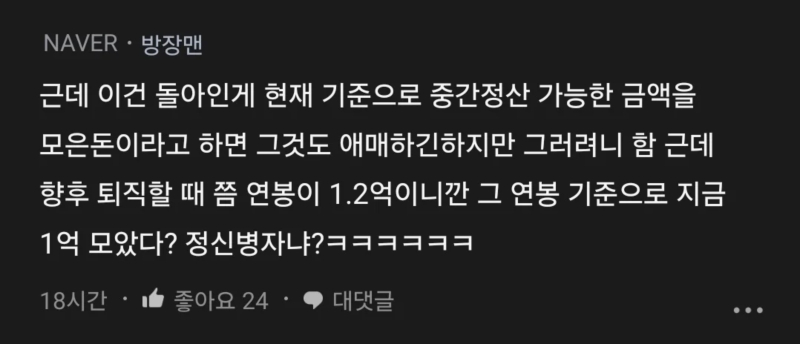 NAVER · 방장맨
근데 이건 돌아인게 현재 기준으로 중간정산 가능한 금액을
모은돈이라고 하면 그것도 애매하긴하지만 그러려니 함 근데
향후 퇴직할 때 쯤 연봉이 1.2억이니깐 그 연봉 기준으로 지금
1억 모았다? 정신병자냐?ㅋㅋㅋㅋㅋㅋ
18시간 · 좋아요 24 · 대댓글